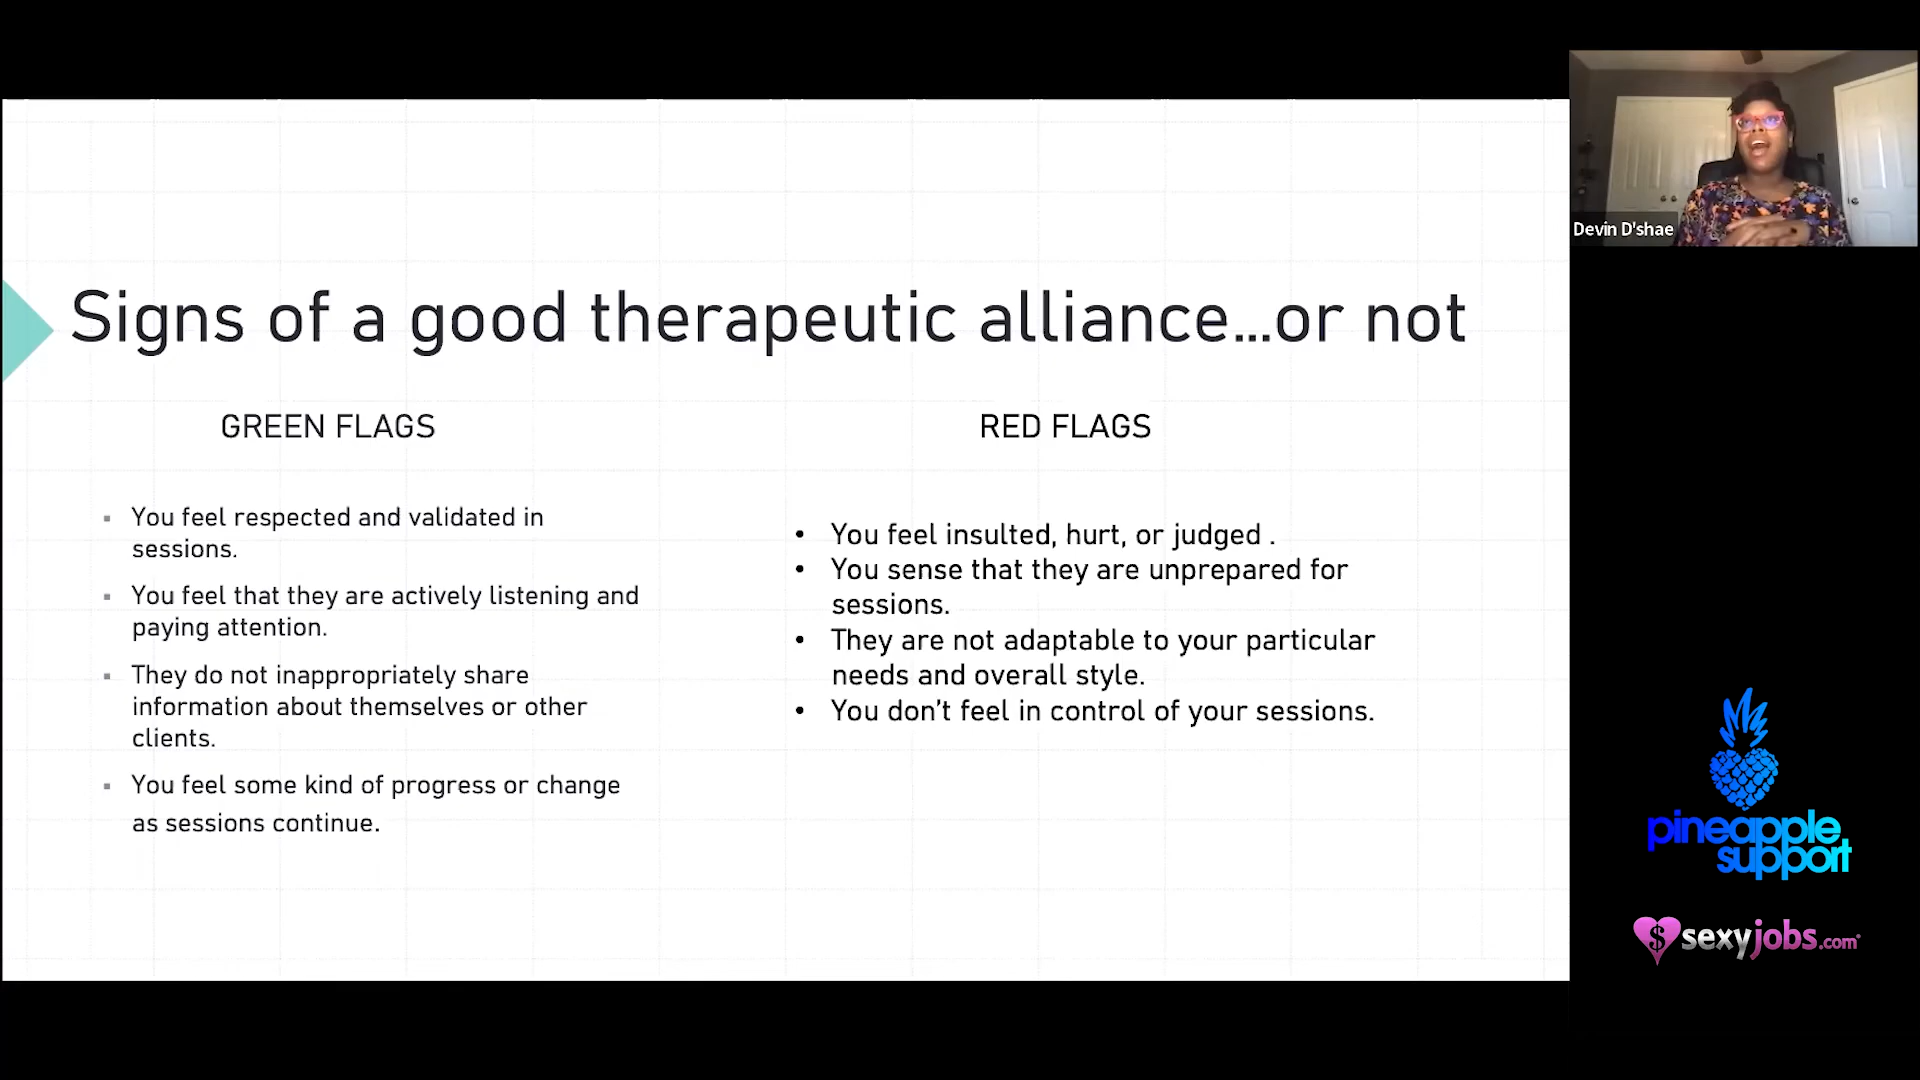 Signs of a good therapeutic alliance...or not
GREEN FLAGS
▪ You feel respected and validated in
sessions.
▪ You feel that they are actively listening and
paying attention.
▪ They do not inappropriately share
information about themselves or other
clients.
▪ You feel some kind of progress or change
as sessions continue.
RED FLAGS
• You feel insulted, hurt, or judged .
• You sense that they are unprepared for
sessions.
• They are not adaptable to your particular
needs and overall style.
• You don't feel in control of your sessions.
Devin D'shae
pineapple
support
$ sexyjobs.com